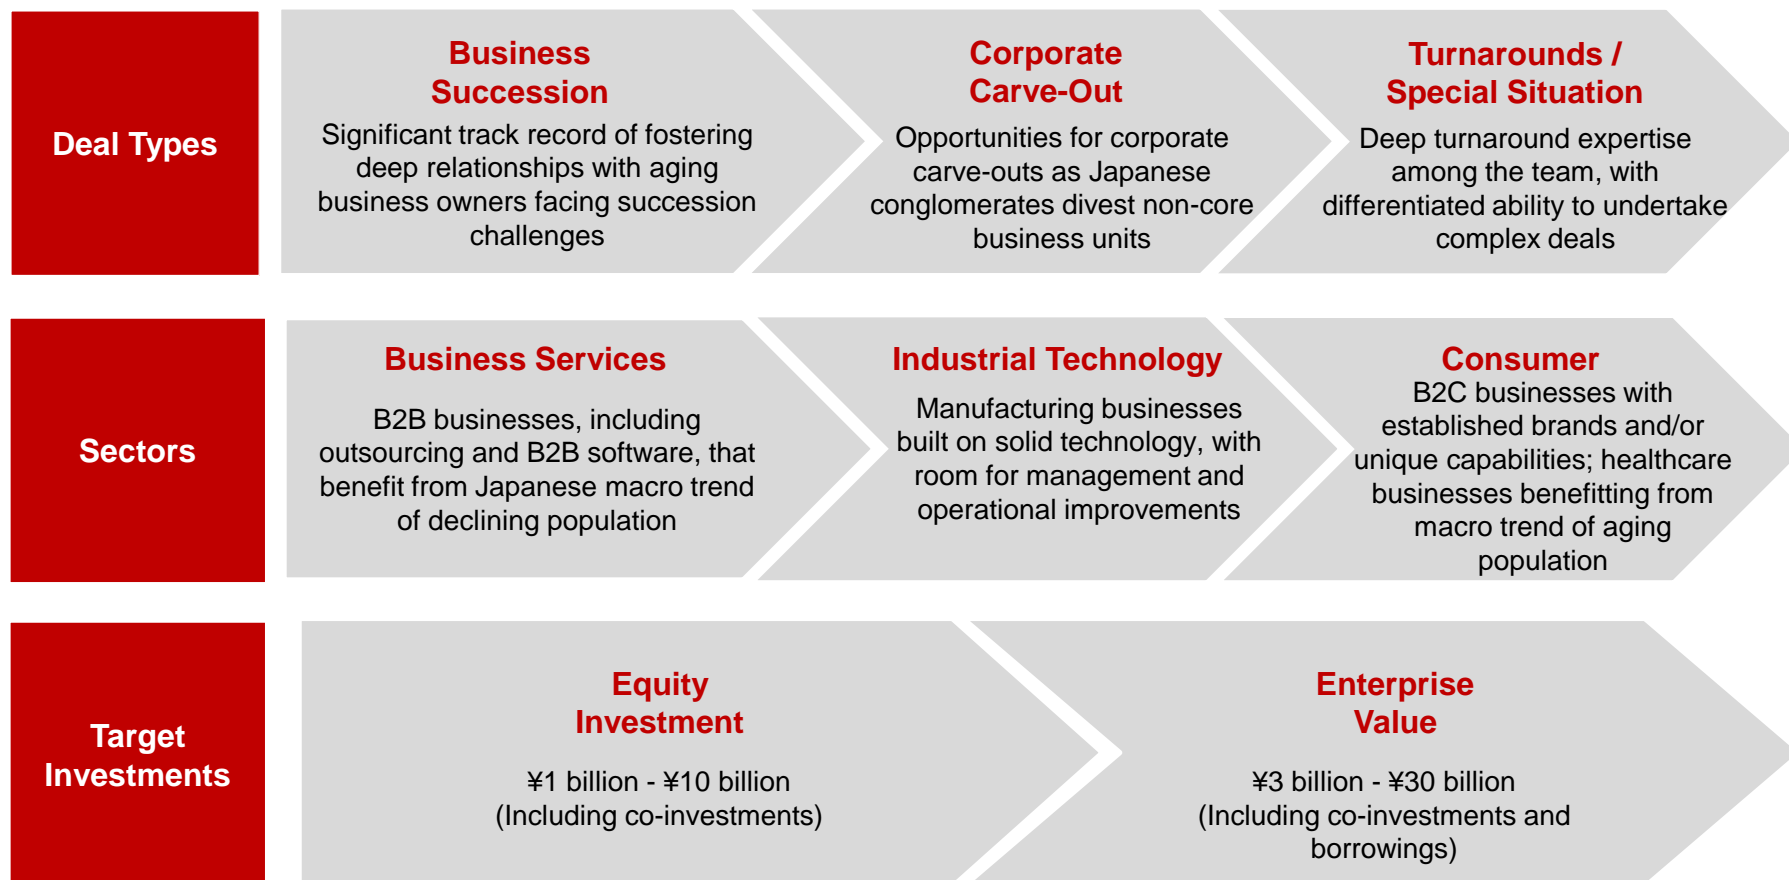 Deal Types
Business
Succession
Significant track record of fostering
deep relationships with aging
business owners facing succession
challenges
Corporate
Carve-Out
Opportunities for corporate
carve-outs as Japanese
conglomerates divest non-core
business units
Turnarounds /
Special Situation
Deep turnaround expertise
among the team, with
differentiated ability to undertake
complex deals
Sectors
Business Services
B2B businesses, including
outsourcing and B2B software, that
benefit from Japanese macro trend
of declining population
Industrial Technology
Manufacturing businesses
built on solid technology, with
room for management and
operational improvements
Consumer
B2C businesses with
established brands and/or
unique capabilities; healthcare
businesses benefitting from
macro trend of aging
population
Target
Investments
Equity
Investment
¥1 billion - ¥10 billion
(Including co-investments)
Enterprise
Value
¥3 billion - ¥30 billion
(Including co-investments and
borrowings)